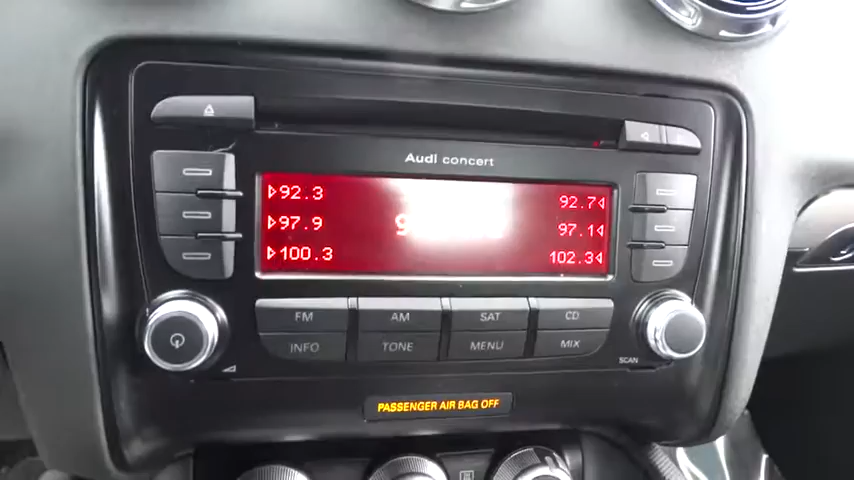 Audi concert
92.3 92.7
97.9 97.1
100.3 102.3
FM AM SAT CD
INFO TONE MENU MIX
SCAN
PASSENGER AIR BAG OFF